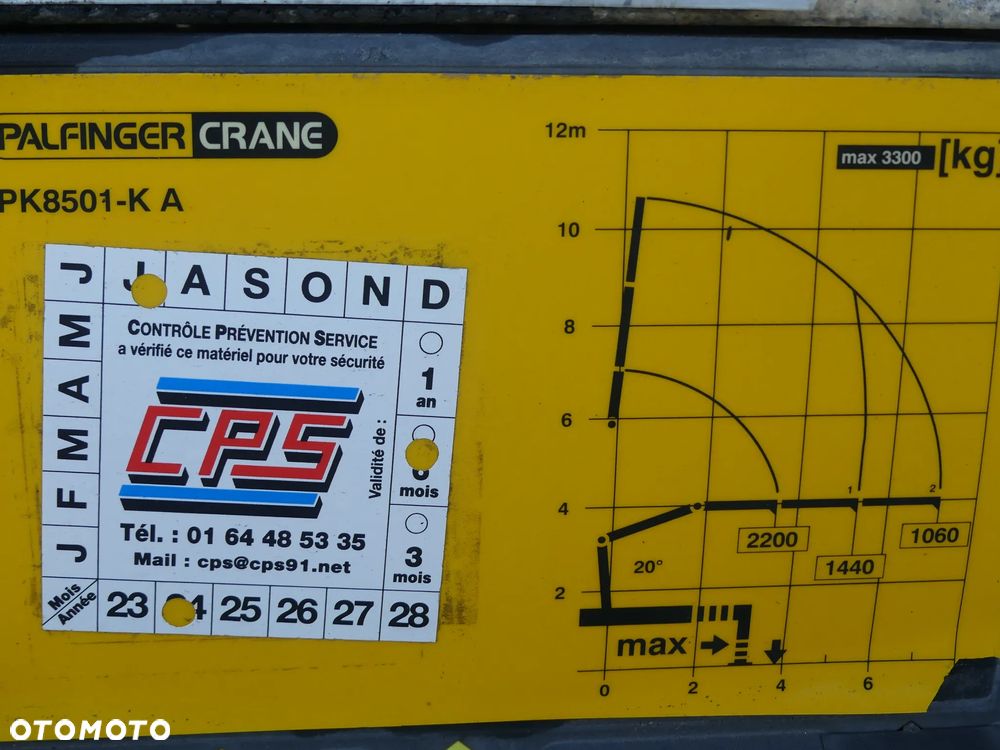 PALFINGER CRANE
PK8501-K A
J J A S O N D
M
A
M
F
J
CONTRÔLE PRÉVENTION SERVICE
a vérifié ce matériel pour votre sécurité
CPS
Tél. : 01 64 48 53 35
Mail : cps@cps91.net
Validité de :
1
an
6
mois
3
mois
Mois
Année
23 24 25 26 27 28
12m
max 3300 [kg]
10
8
6
4
2
1
2
2200
1440
1060
20°
max
0 2 4 6
OTOMOTO